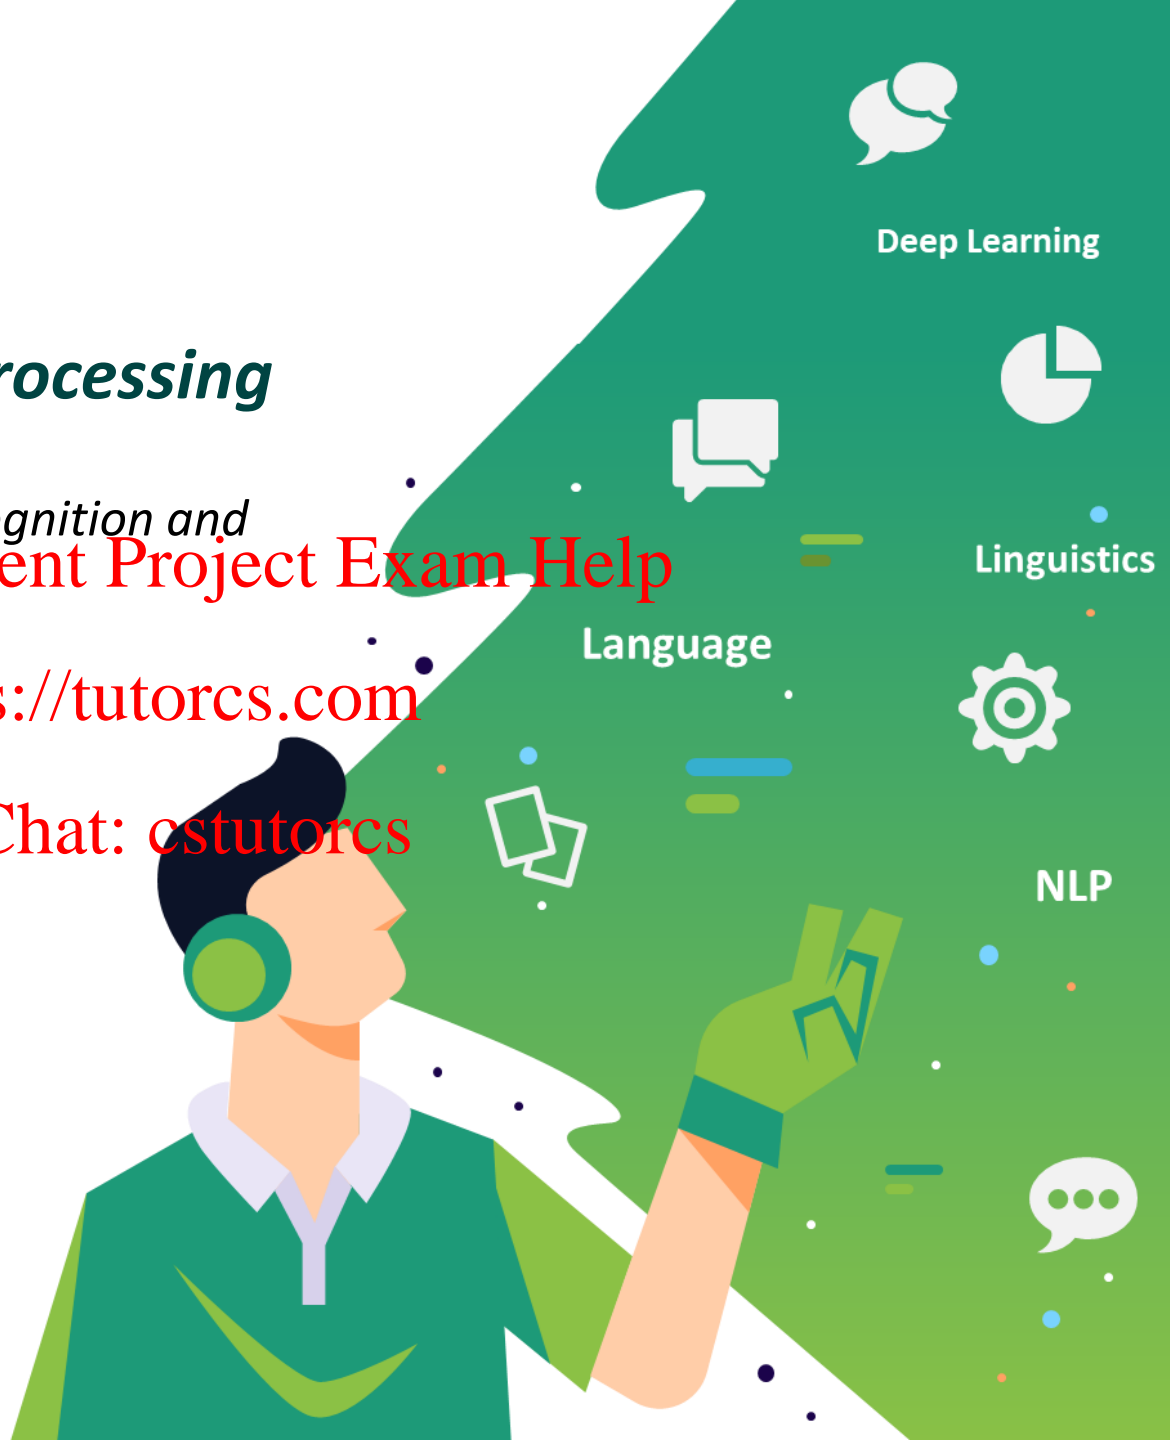 Deep Learning
rocessing
gnition and
ent Project Exam Help
Linguistics
Language
s://tutorcs.com
Chat: cstutorcs
NLP